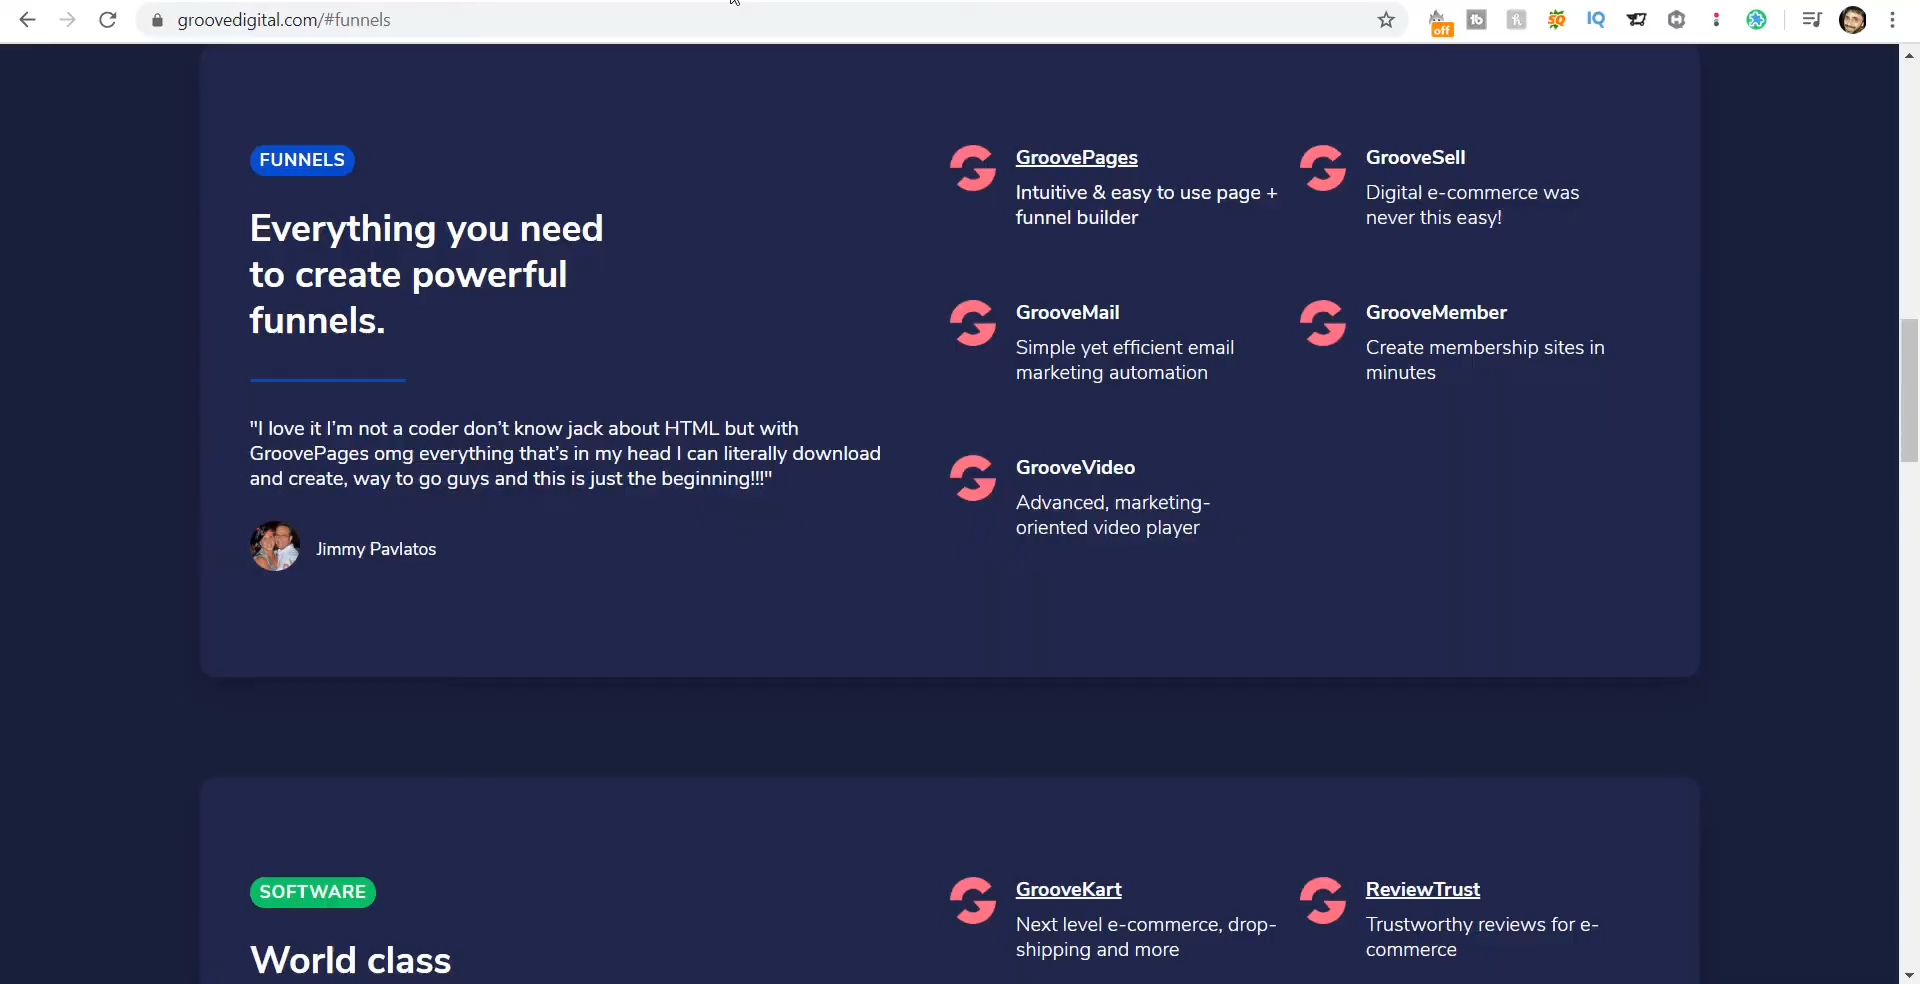 groovedigital.com/#funnels
off
tb
SQ
IQ
FUNNELS
Everything you need
to create powerful
funnels.
"I love it I’m not a coder don’t know jack about HTML but with
GroovePages omg everything that’s in my head I can literally download
and create, way to go guys and this is just the beginning!!!"
Jimmy Pavlatos
GroovePages
Intuitive & easy to use page +
funnel builder
GrooveSell
Digital e-commerce was
never this easy!
GrooveMail
Simple yet efficient email
marketing automation
GrooveMember
Create membership sites in
minutes
GrooveVideo
Advanced, marketing-
oriented video player
SOFTWARE
World class
GrooveKart
Next level e-commerce, drop-
shipping and more
ReviewTrust
Trustworthy reviews for e-
commerce